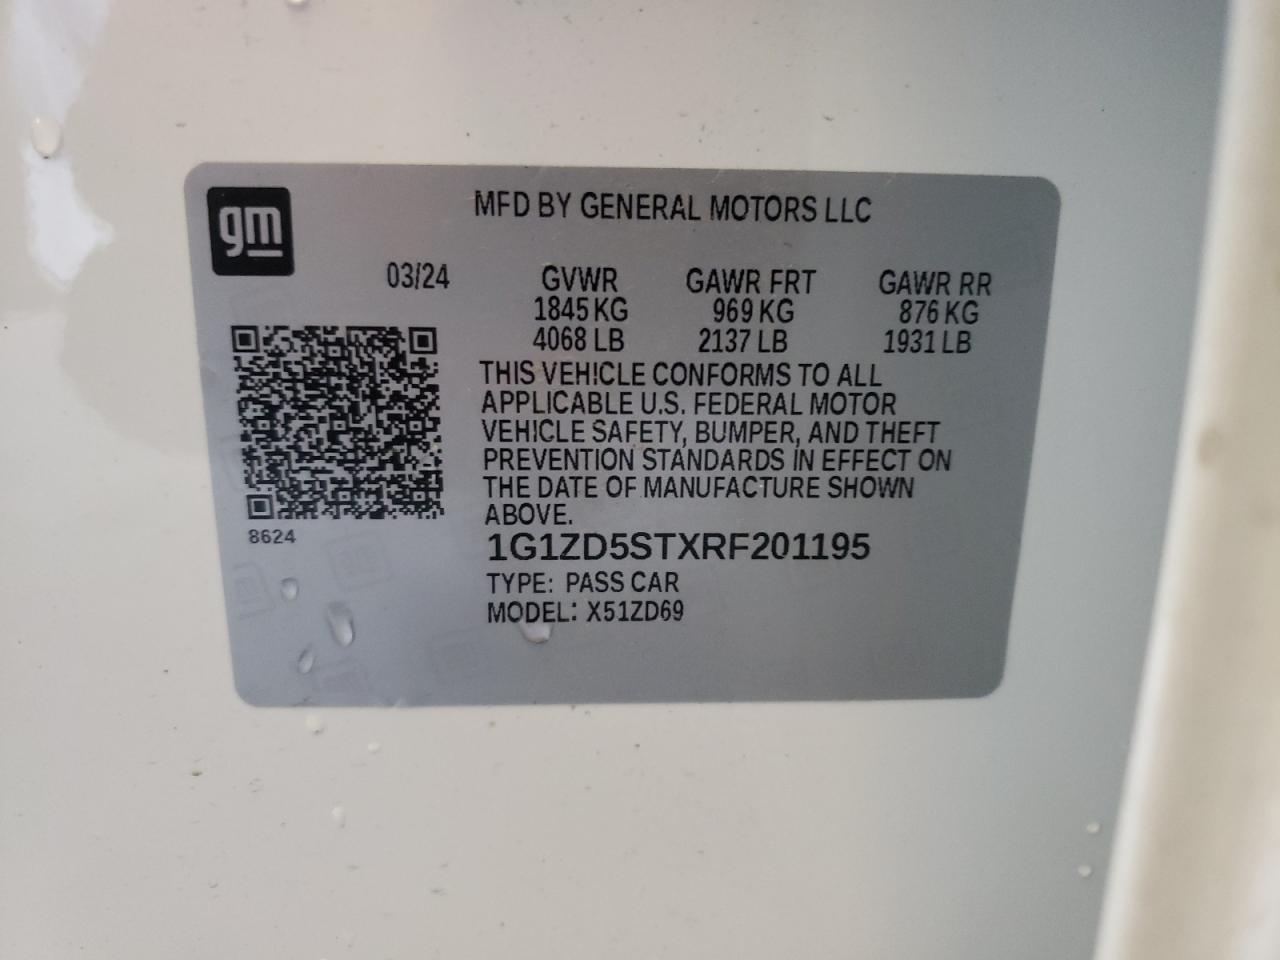 gm
MFD BY GENERAL MOTORS LLC
03/24
GVWR GAWR FRT GAWR RR
1845 KG 969 KG 876 KG
4068 LB 2137 LB 1931 LB
THIS VEHICLE CONFORMS TO ALL
APPLICABLE U.S. FEDERAL MOTOR
VEHICLE SAFETY, BUMPER, AND THEFT
PREVENTION STANDARDS IN EFFECT ON
THE DATE OF MANUFACTURE SHOWN
ABOVE.
8624
1G1ZD5STXRF201195
TYPE: PASS CAR
MODEL: X51ZD69